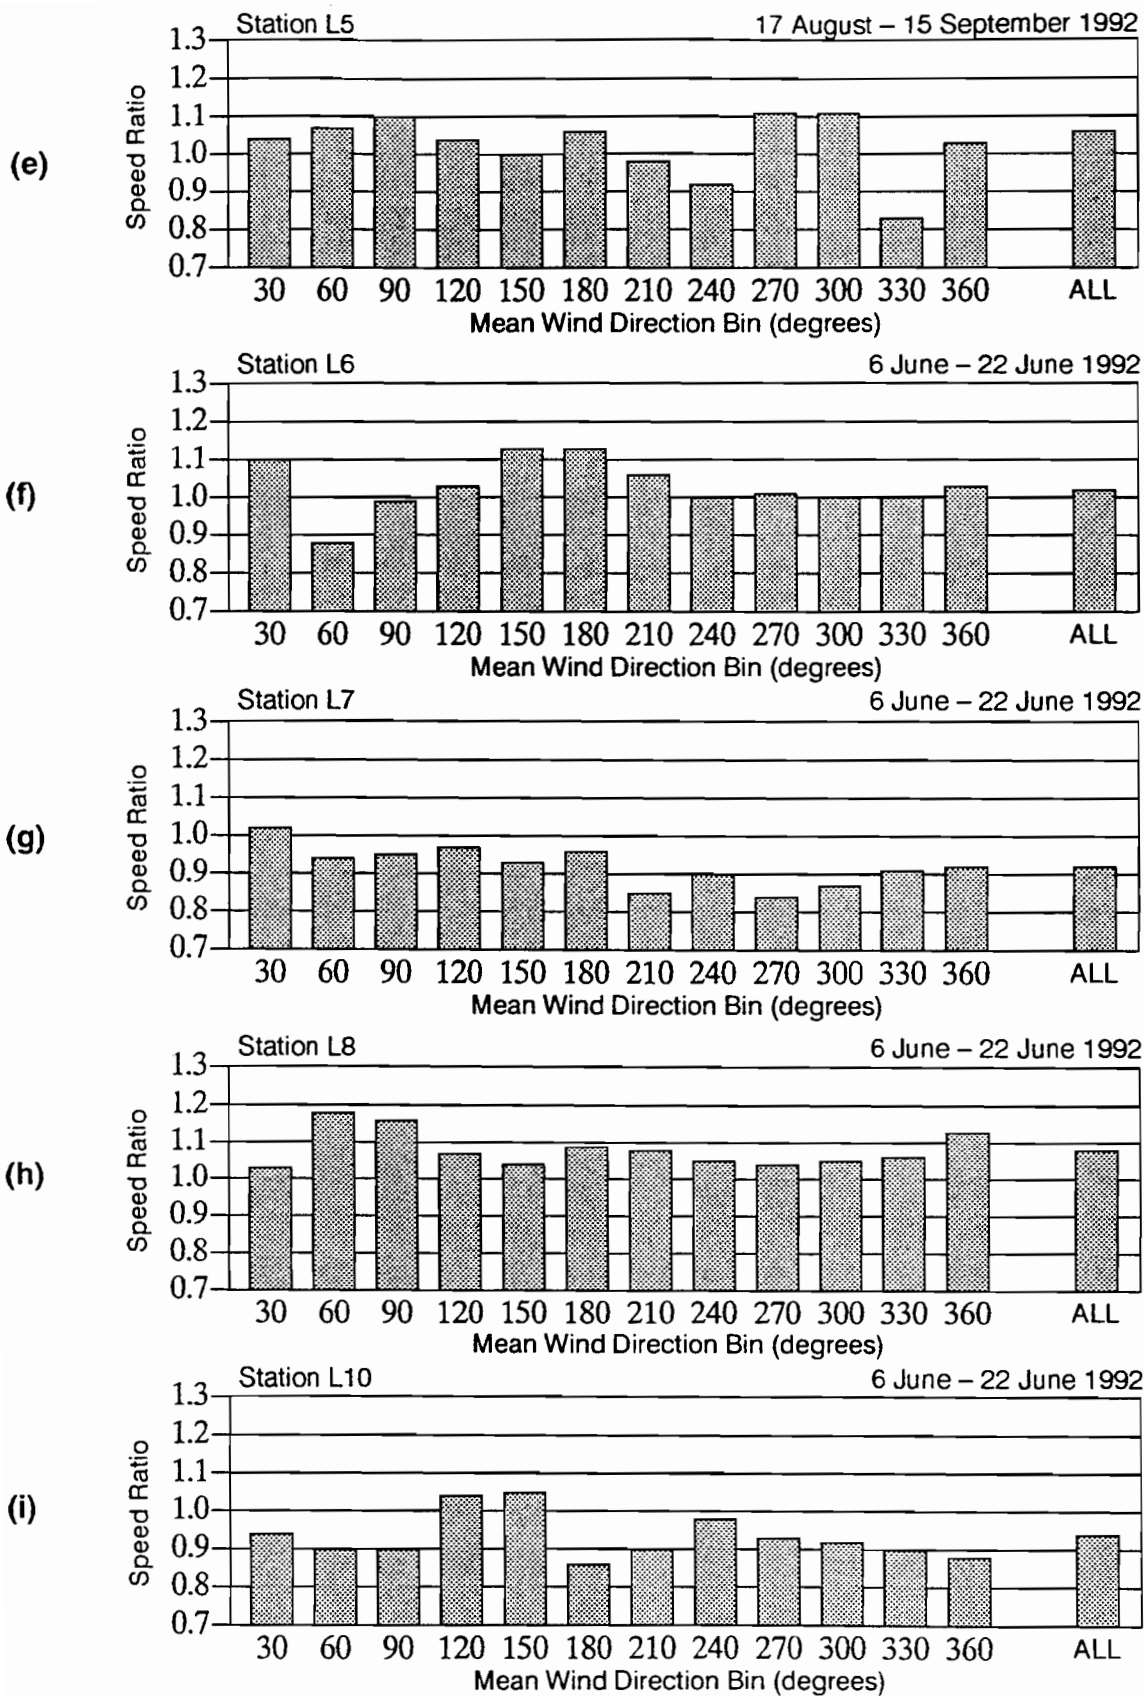 Station L5 17 August – 15 September 1992
(e)
Speed Ratio
1.3
1.2
1.1
1.0
0.9
0.8
0.7
30 60 90 120 150 180 210 240 270 300 330 360 ALL
Mean Wind Direction Bin (degrees)
Station L6 6 June – 22 June 1992
(f)
Speed Ratio
1.3
1.2
1.1
1.0
0.9
0.8
0.7
30 60 90 120 150 180 210 240 270 300 330 360 ALL
Mean Wind Direction Bin (degrees)
Station L7 6 June – 22 June 1992
(g)
Speed Ratio
1.3
1.2
1.1
1.0
0.9
0.8
0.7
30 60 90 120 150 180 210 240 270 300 330 360 ALL
Mean Wind Direction Bin (degrees)
Station L8 6 June – 22 June 1992
(h)
Speed Ratio
1.3
1.2
1.1
1.0
0.9
0.8
0.7
30 60 90 120 150 180 210 240 270 300 330 360 ALL
Mean Wind Direction Bin (degrees)
Station L10 6 June – 22 June 1992
(i)
Speed Ratio
1.3
1.2
1.1
1.0
0.9
0.8
0.7
30 60 90 120 150 180 210 240 270 300 330 360 ALL
Mean Wind Direction Bin (degrees)